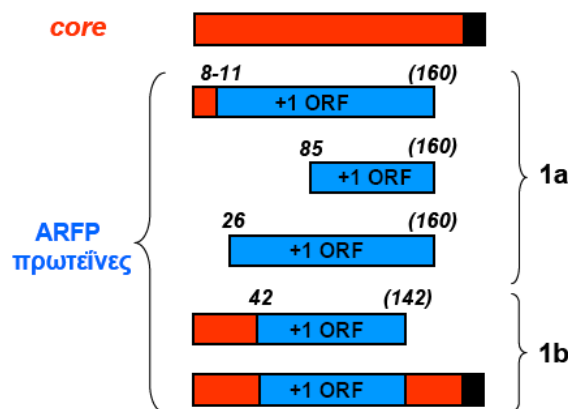 core
8-11 (160)
+1 ORF
85 (160)
+1 ORF
1a
ARFP
πρωτεΐνες
26 (160)
+1 ORF
42 (142)
+1 ORF
1b
+1 ORF